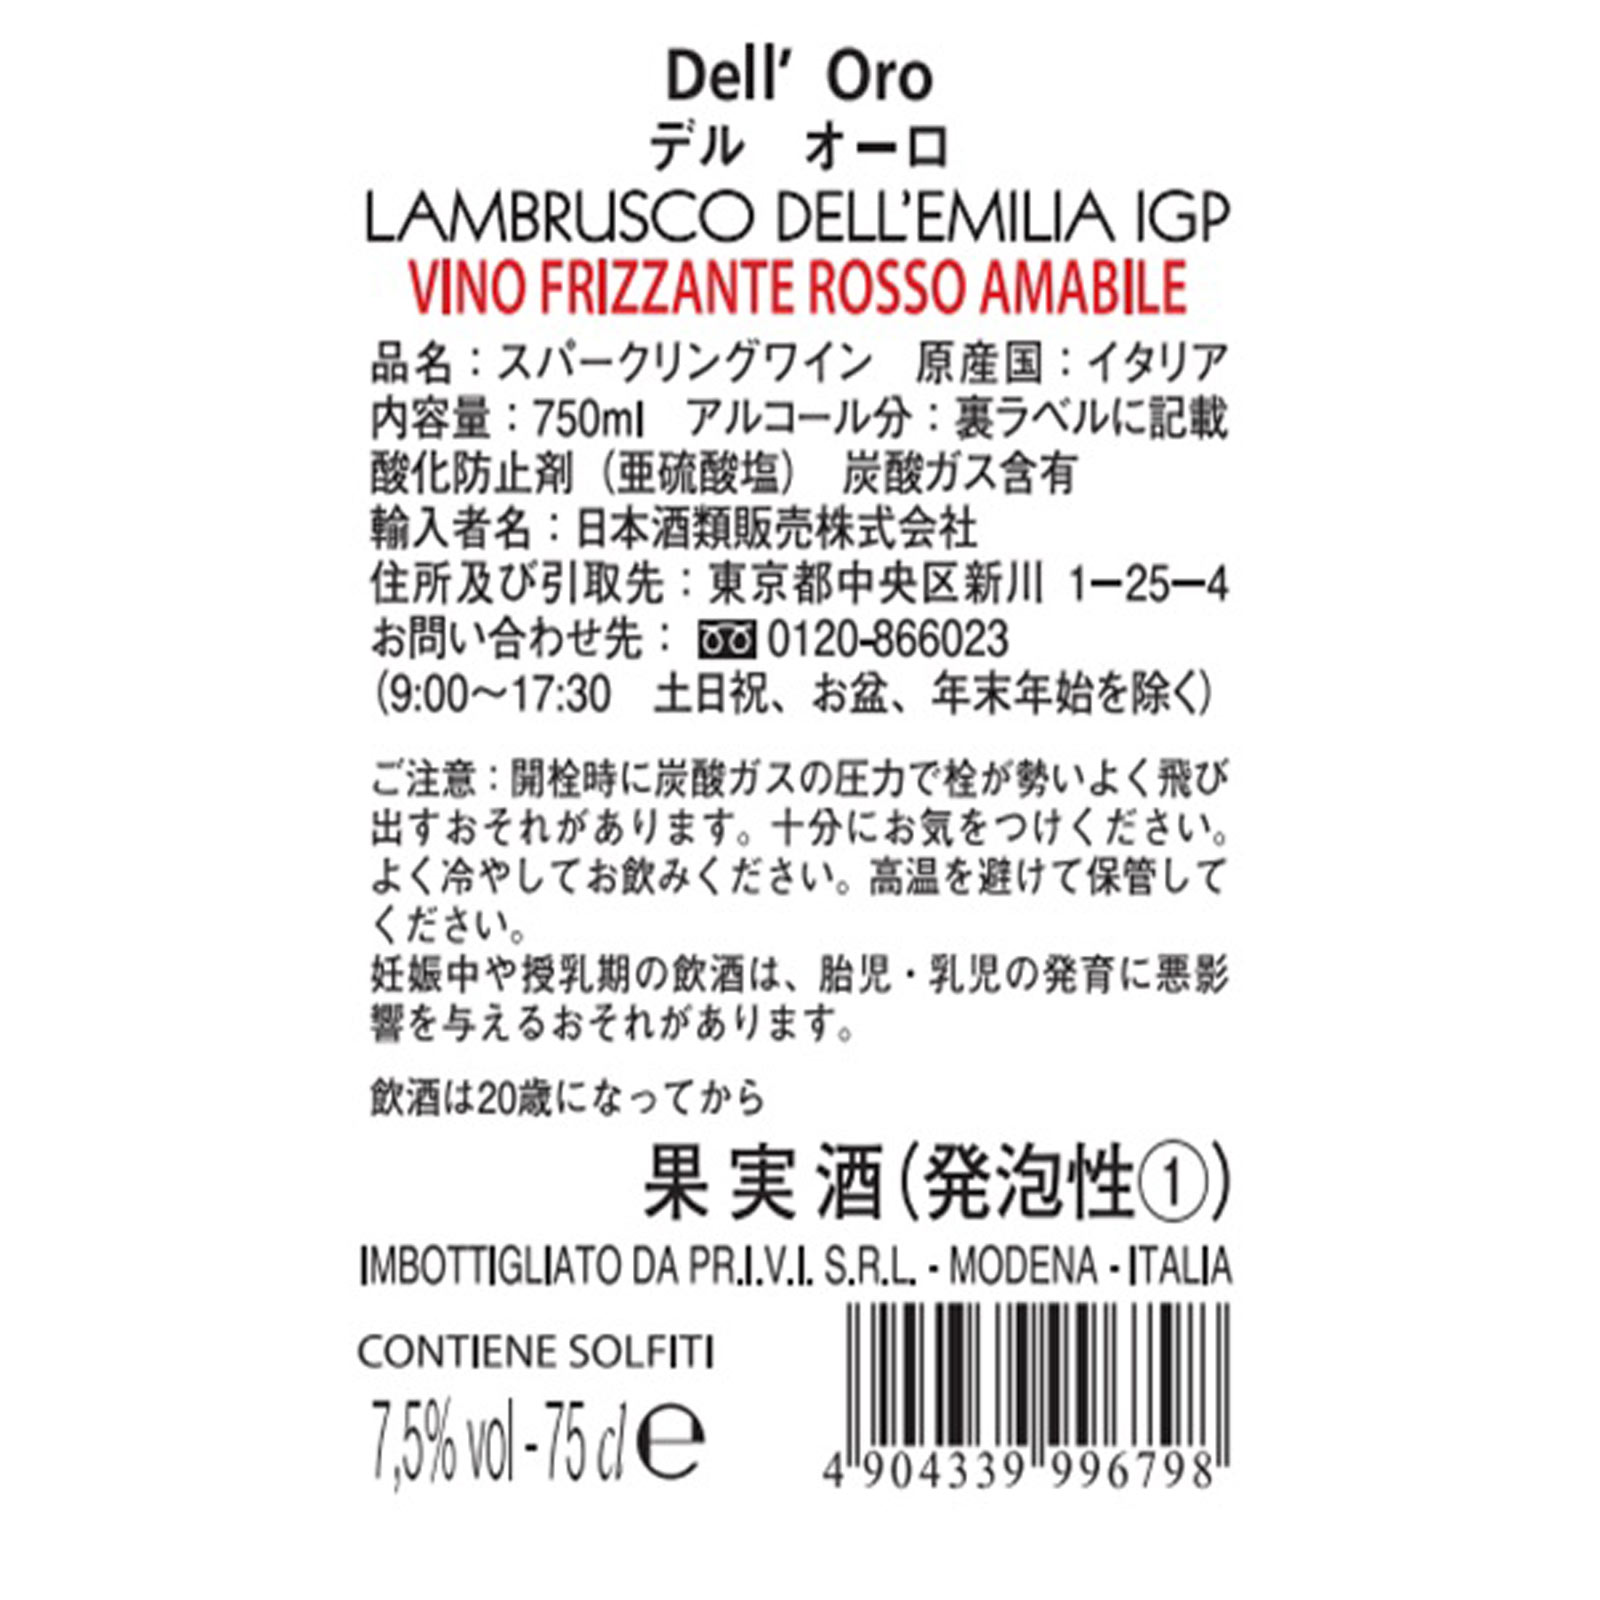 Dell’ Oro
デル　オーロ
LAMBRUSCO DELL’EMILIA IGP
VINO FRIZZANTE ROSSO AMABILE
品名：スパークリングワイン　原産国：イタリア
内容量：750ml　アルコール分：裏ラベルに記載
酸化防止剤（亜硫酸塩）　炭酸ガス含有
輸入者名：日本酒類販売株式会社
住所及び引取先：東京都中央区新川 1ー25ー4
お問い合わせ先： 0120-866023
（9:00〜17:30　土日祝、お盆、年末年始を除く）
ご注意：開栓時に炭酸ガスの圧力で栓が勢いよく飛び
出すおそれがあります。十分にお気をつけください。
よく冷やしてお飲みください。高温を避けて保管して
ください。
妊娠中や授乳期の飲酒は、胎児・乳児の発育に悪影
響を与えるおそれがあります。
飲酒は20歳になってから
果実酒（発泡性①）
IMBOTTIGLIATO DA PR.I.V.I. S.R.L. - MODENA - ITALIA
CONTIENE SOLFITI
7,5% vol - 75 cl ℮
4 904339 996798